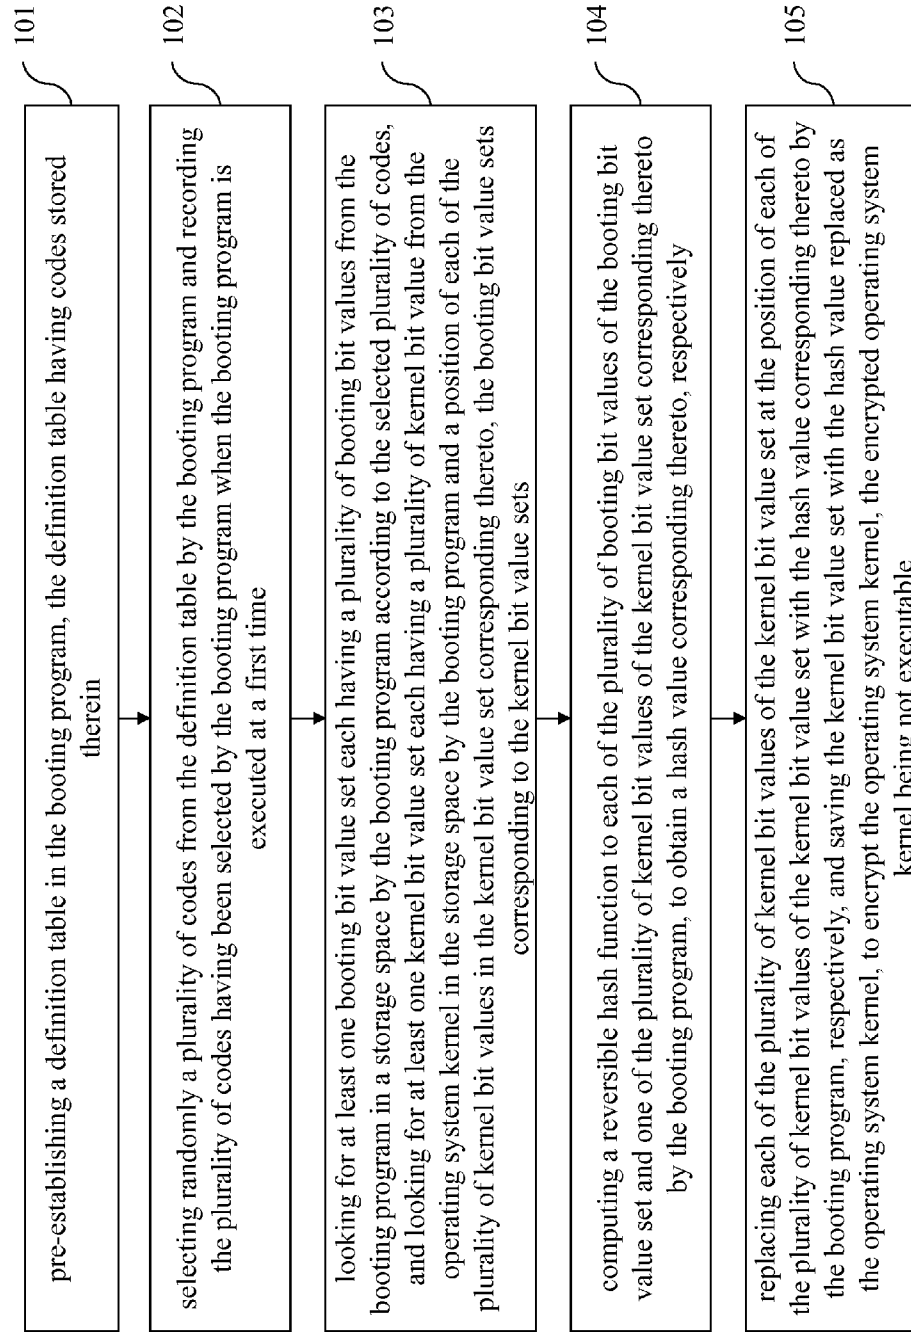 101
pre-establishing a definition table in the booting program, the definition table having codes stored
therein
102
selecting randomly a plurality of codes from the definition table by the booting program and recording
the plurality of codes having been selected by the booting program when the booting program is
executed at a first time
103
looking for at least one booting bit value set each having a plurality of booting bit values from the
booting program in a storage space by the booting program according to the selected plurality of codes,
and looking for at least one kernel bit value set each having a plurality of kernel bit value from the
operating system kernel in the storage space by the booting program and a position of each of the
plurality of kernel bit values in the kernel bit value set corresponding thereto, the booting bit value sets
corresponding to the kernel bit value sets
104
computing a reversible hash function to each of the plurality of booting bit values of the booting bit
value set and one of the plurality of kernel bit values of the kernel bit value set corresponding thereto
by the booting program, to obtain a hash value corresponding thereto, respectively
105
replacing each of the plurality of kernel bit values of the kernel bit value set at the position of each of
the plurality of kernel bit values of the kernel bit value set with the hash value corresponding thereto by
the booting program, respectively, and saving the kernel bit value set with the hash value replaced as
the operating system kernel, to encrypt the operating system kernel, the encrypted operating system
kernel being not executable